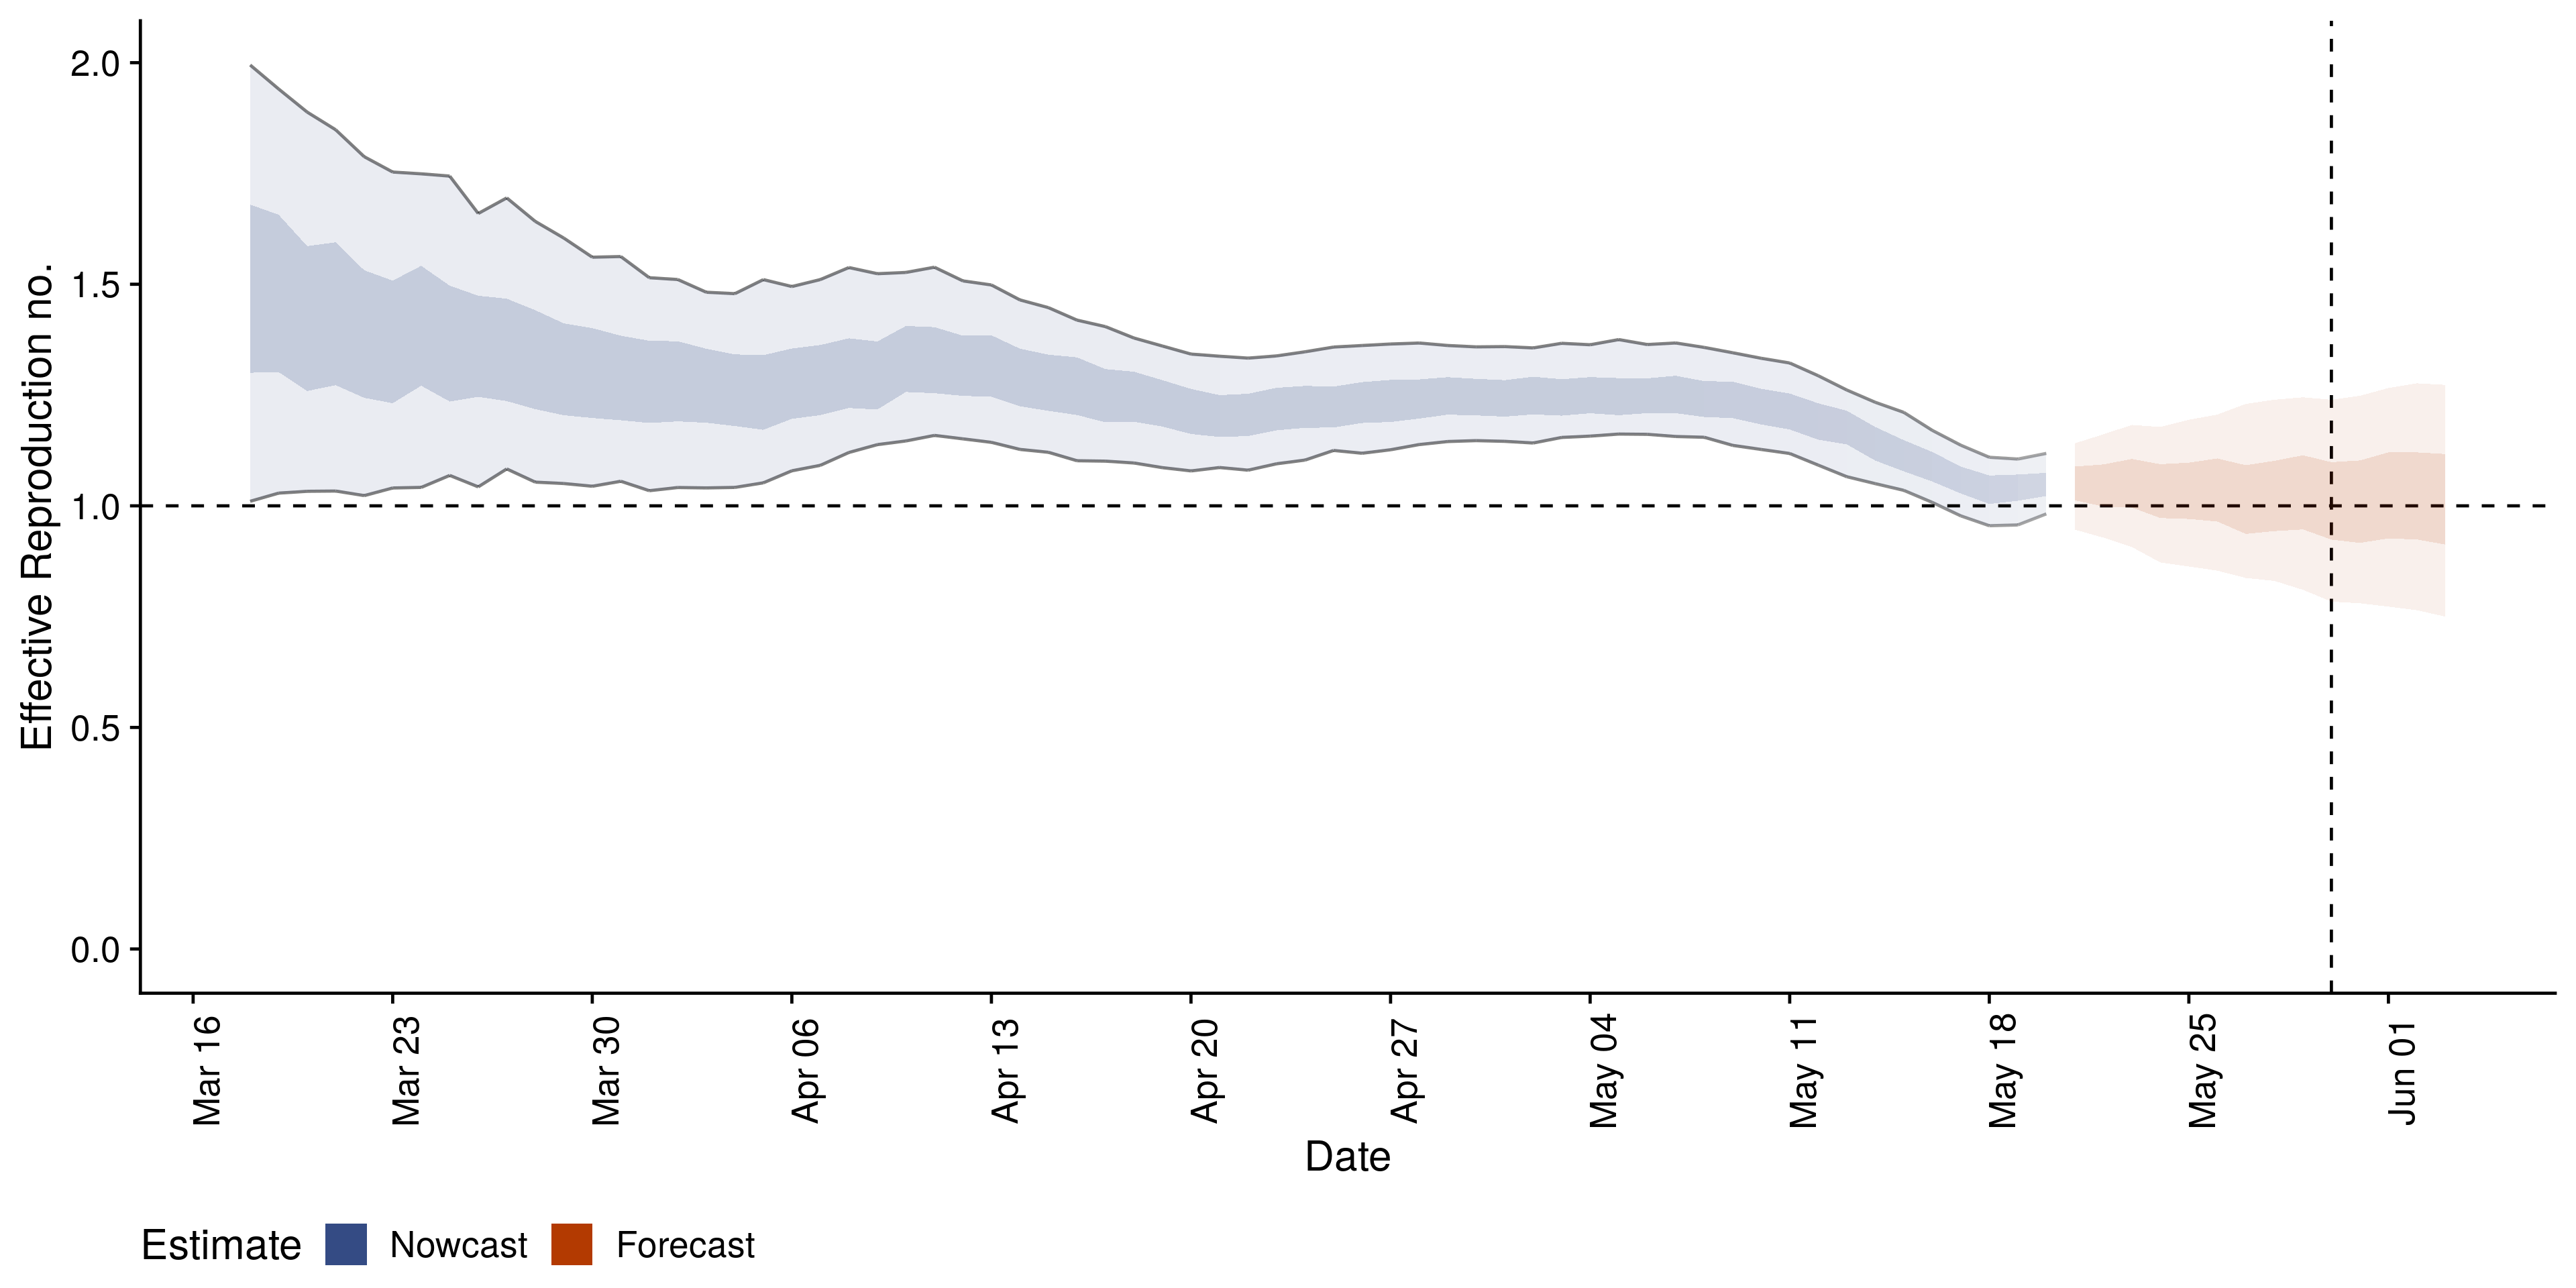 Effective Reproduction no.
2.0
1.5
1.0
0.5
0.0
Mar 16
Mar 23
Mar 30
Apr 06
Apr 13
Apr 20
Apr 27
May 04
May 11
May 18
May 25
Jun 01
Date
Estimate Nowcast Forecast